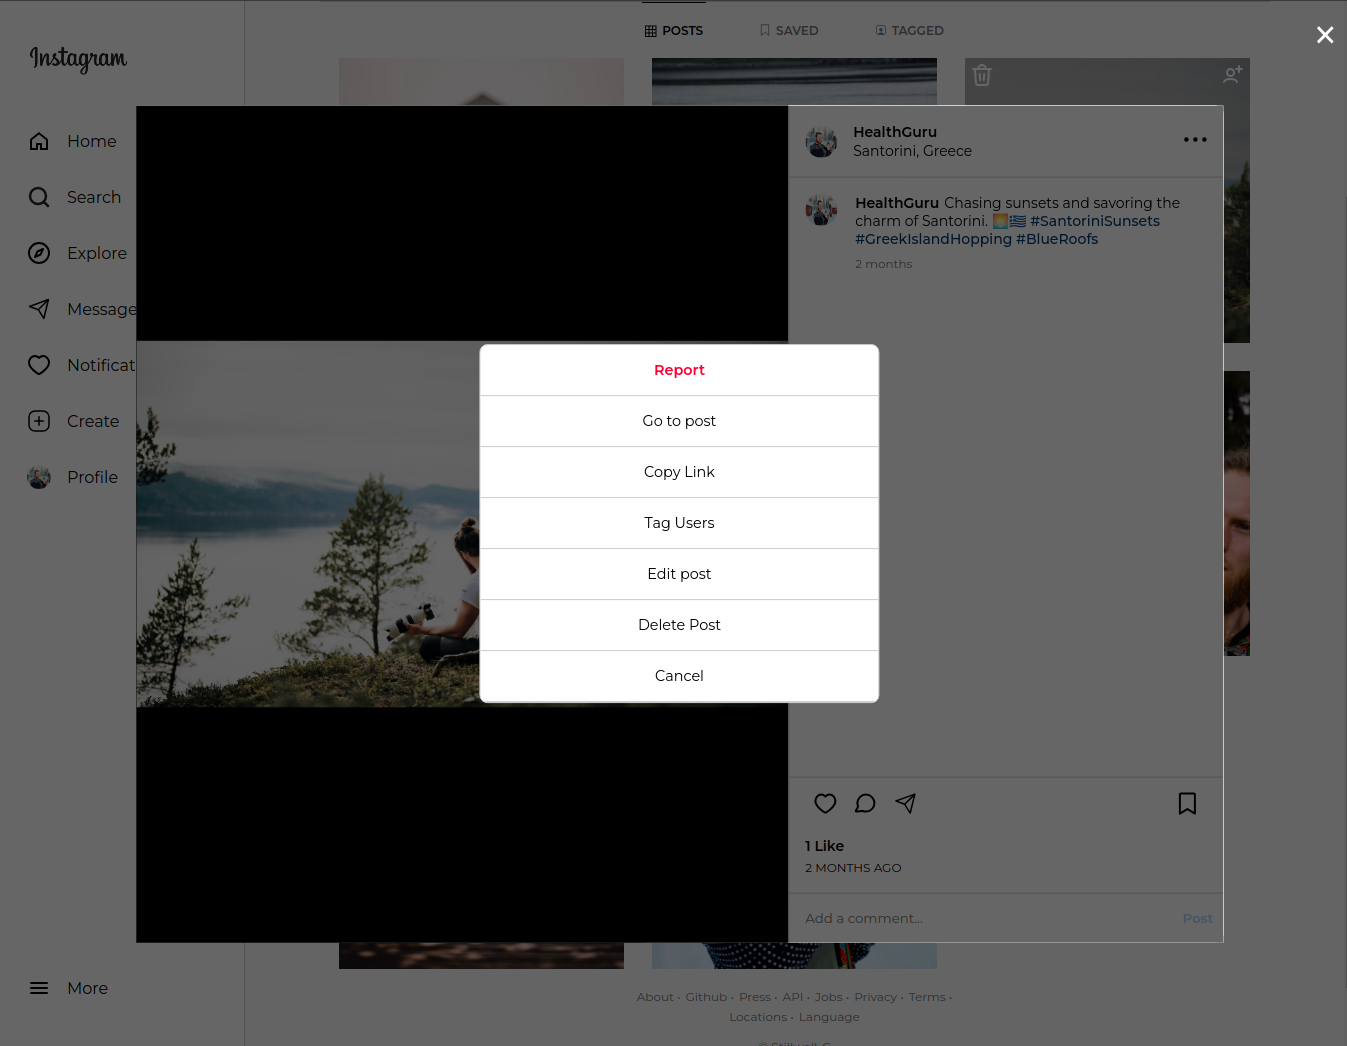 Instagram
POSTS
SAVED
TAGGED
Home
Search
Explore
Message
Notificat
Create
Profile
More
HealthGuru
Santorini, Greece
HealthGuru Chasing sunsets and savoring the
charm of Santorini. 🌅🇬🇷 #SantoriniSunsets
#GreekIslandHopping #BlueRoofs
2 months
Report
Go to post
Copy Link
Tag Users
Edit post
Delete Post
Cancel
1 Like
2 MONTHS AGO
Add a comment...
Post
About · Github · Press · API · Jobs · Privacy · Terms ·
Locations · Language